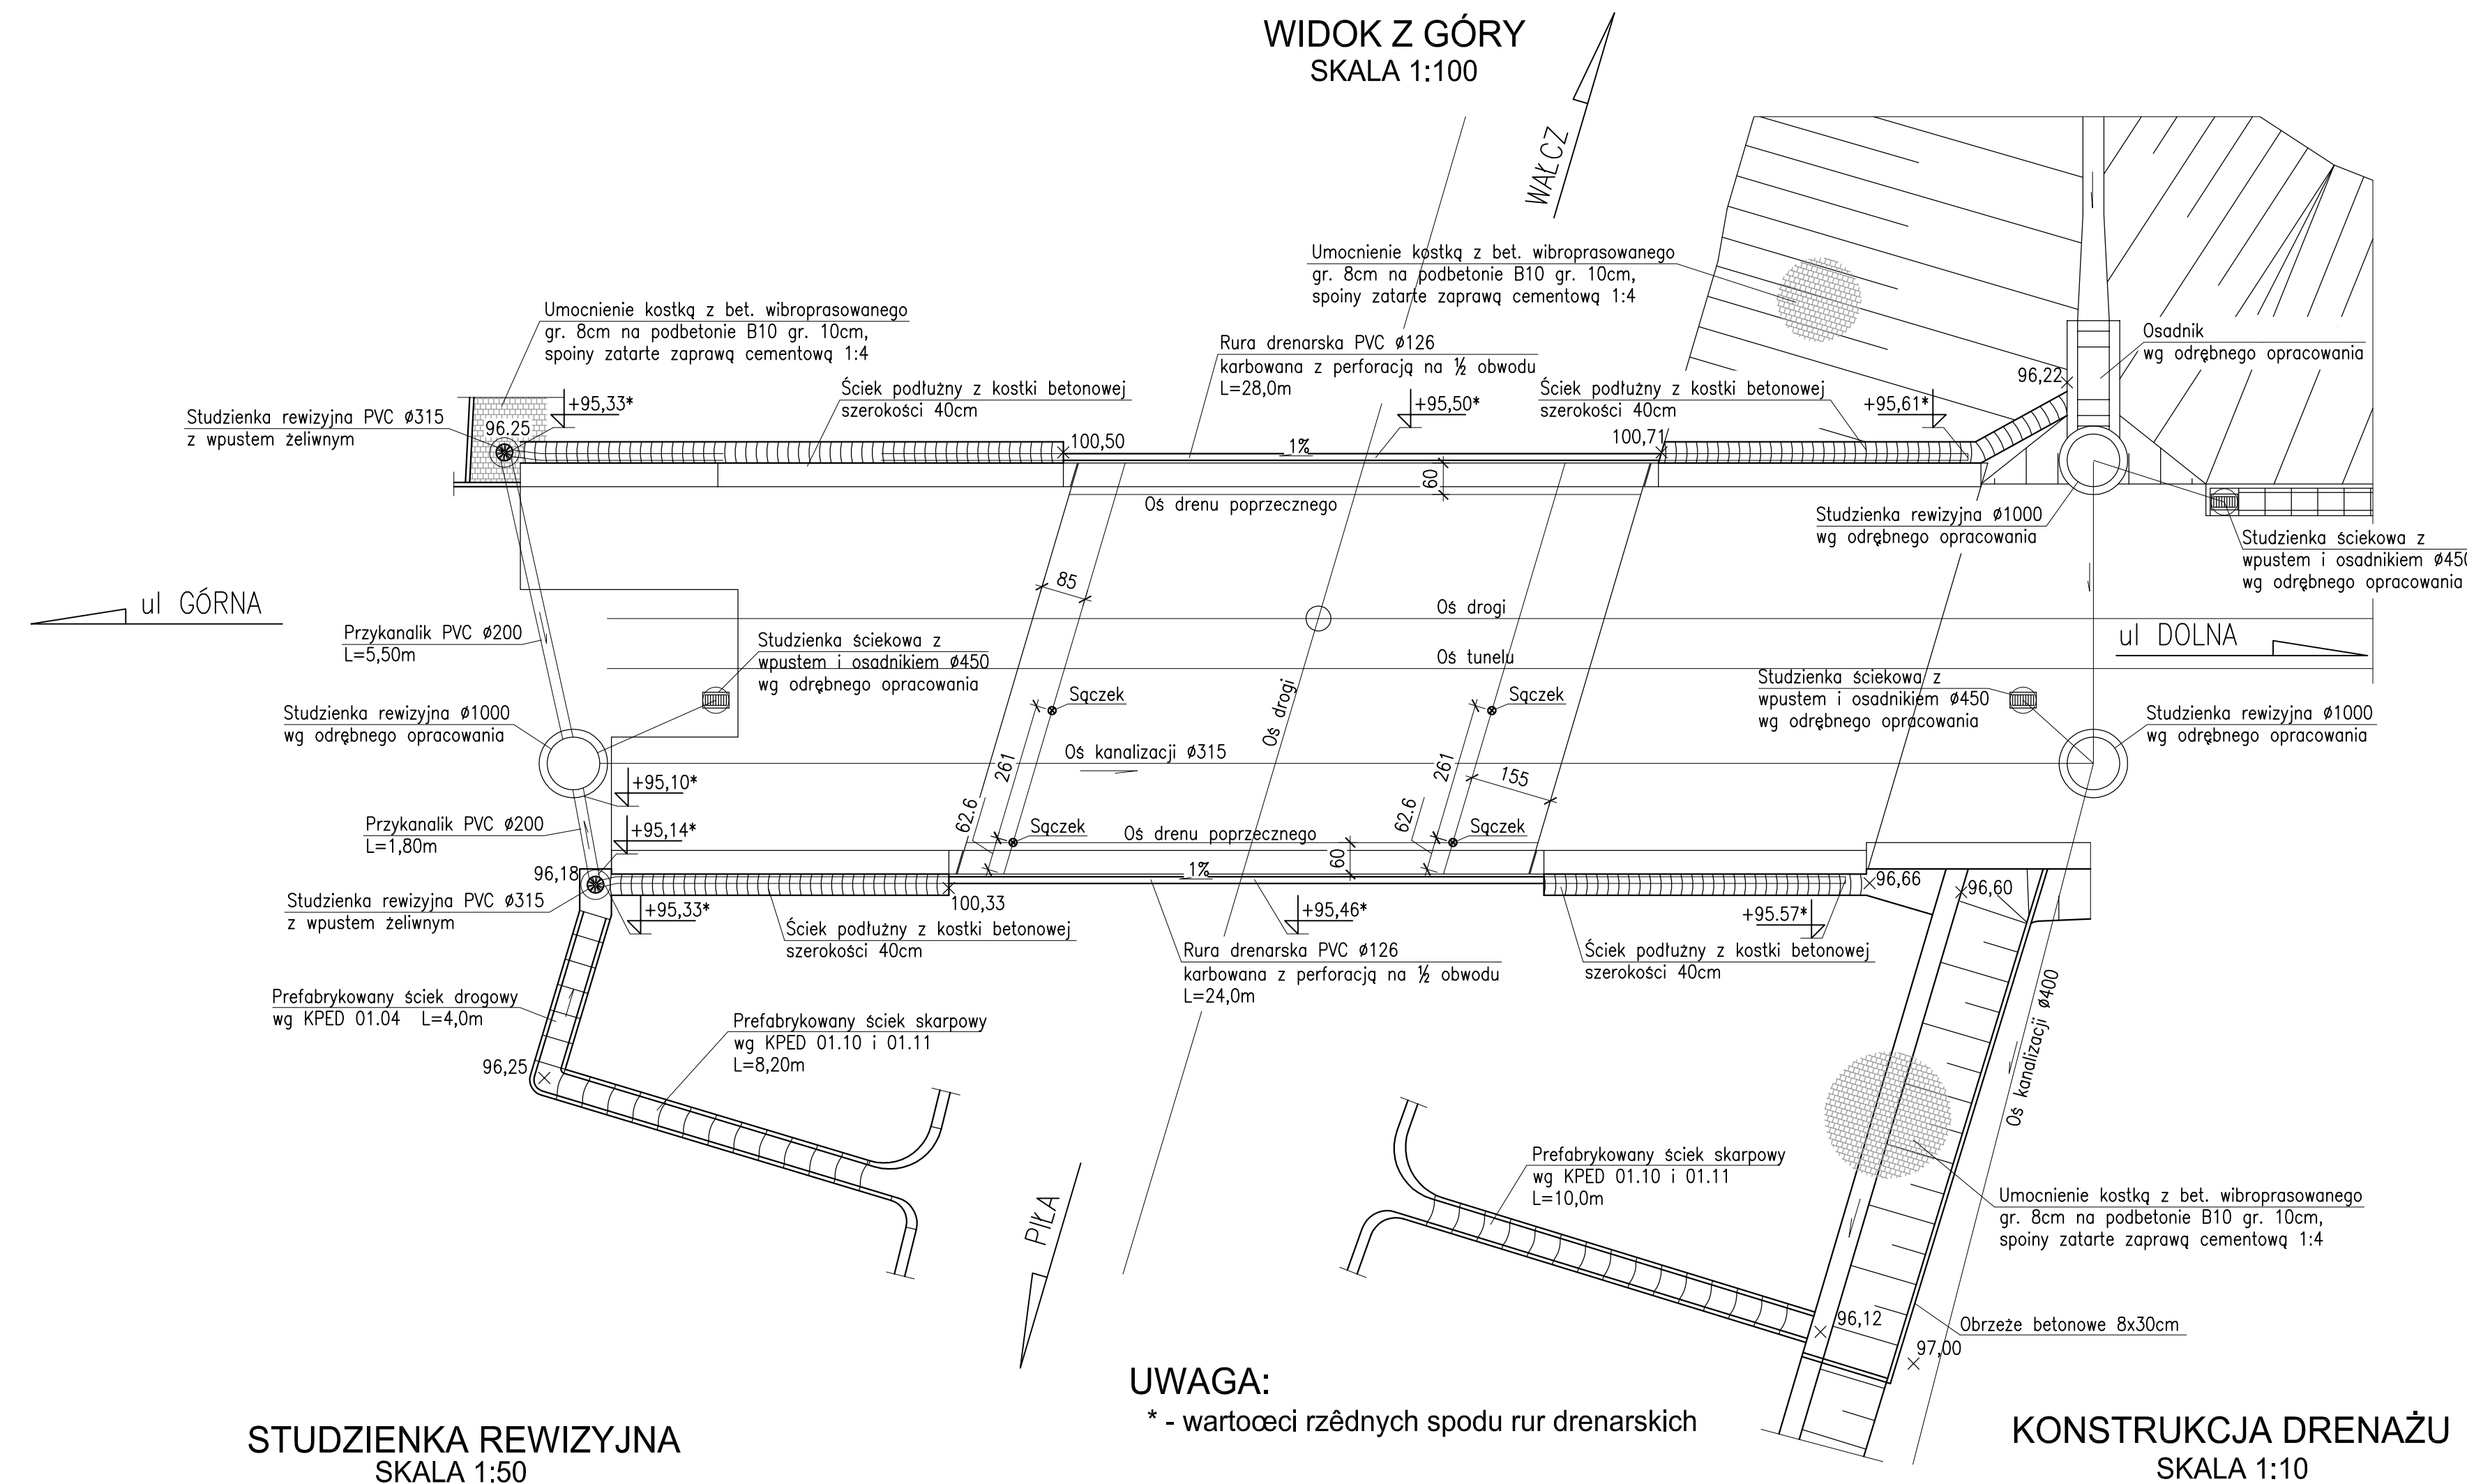 WIDOK Z GÓRY
SKALA 1:100
WAŁCZ
Umocnienie kostką z bet. wibroprasowanego
gr. 8cm na podbetonie B10 gr. 10cm,
spoiny zatarte zaprawą cementową 1:4
Umocnienie kostką z bet. wibroprasowanego
gr. 8cm na podbetonie B10 gr. 10cm,
spoiny zatarte zaprawą cementową 1:4
Rura drenarska PVC ø126
karbowana z perforacją na ½ obwodu
L=28,0m
Osadnik
wg odrębnego opracowania
96,22
Ściek podłużny z kostki betonowej
szerokości 40cm
Ściek podłużny z kostki betonowej
szerokości 40cm
+95,33*
+95,50*
+95,61*
Studzienka rewizyjna PVC ø315
z wpustem żeliwnym
96.25
100,50
1%
100,71
60
Oś drenu poprzecznego
Studzienka rewizyjna ø1000
wg odrębnego opracowania
Studzienka ściekowa z
wpustem i osadnikiem ø450
wg odrębnego opracowania
85
ul GÓRNA
Oś drogi
Przykanalik PVC ø200
L=5,50m
Studzienka ściekowa z
wpustem i osadnikiem ø450
wg odrębnego opracowania
ul DOLNA
Oś tunelu
Oś drogi
Sączek
Sączek
Studzienka ściekowa z
wpustem i osadnikiem ø450
wg odrębnego opracowania
Studzienka rewizyjna ø1000
wg odrębnego opracowania
Studzienka rewizyjna ø1000
wg odrębnego opracowania
Oś kanalizacji ø315
261
261
155
+95,10*
62.6
62.6
Przykanalik PVC ø200
L=1,80m
+95,14*
Sączek
Oś drenu poprzecznego
Sączek
60
1%
96,18
96,66
96,60
Studzienka rewizyjna PVC ø315
z wpustem żeliwnym
+95,33*
100,33
+95,46*
+95.57*
Ściek podłużny z kostki betonowej
szerokości 40cm
Rura drenarska PVC ø126
karbowana z perforacją na ½ obwodu
L=24,0m
Ściek podłużny z kostki betonowej
szerokości 40cm
Oś kanalizacji ø400
Prefabrykowany ściek drogowy
wg KPED 01.04 L=4,0m
Prefabrykowany ściek skarpowy
wg KPED 01.10 i 01.11
L=8,20m
96,25
PIŁA
Prefabrykowany ściek skarpowy
wg KPED 01.10 i 01.11
L=10,0m
Umocnienie kostką z bet. wibroprasowanego
gr. 8cm na podbetonie B10 gr. 10cm,
spoiny zatarte zaprawą cementową 1:4
96,12
Obrzeże betonowe 8x30cm
97,00
UWAGA:
* - wartoœci rzêdnych spodu rur drenarskich
STUDZIENKA REWIZYJNA
SKALA 1:50
KONSTRUKCJA DRENAŻU
SKALA 1:10